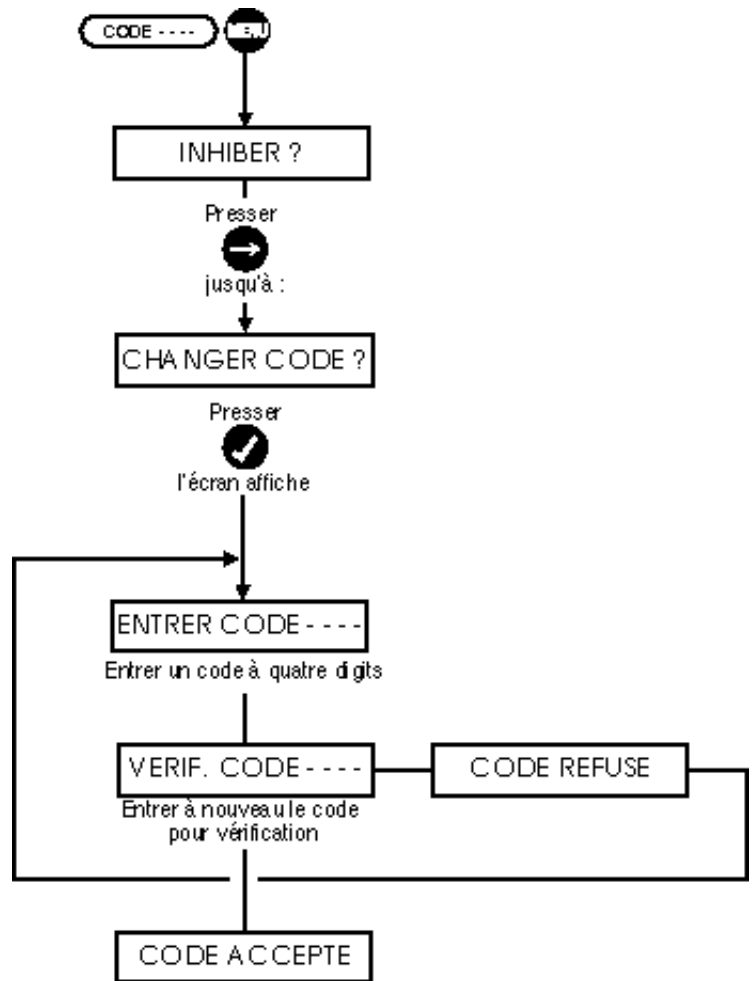 CODE - - - -
MENU
INHIBER ?
Presser
jusqu'à :
CHANGER CODE ?
Presser
l'écran affiche
ENTRER CODE - - - -
Entrer un code à quatre digits
VERIF. CODE - - - -
CODE REFUSE
Entrer à nouveau le code
pour vérification
CODE ACCEPTE